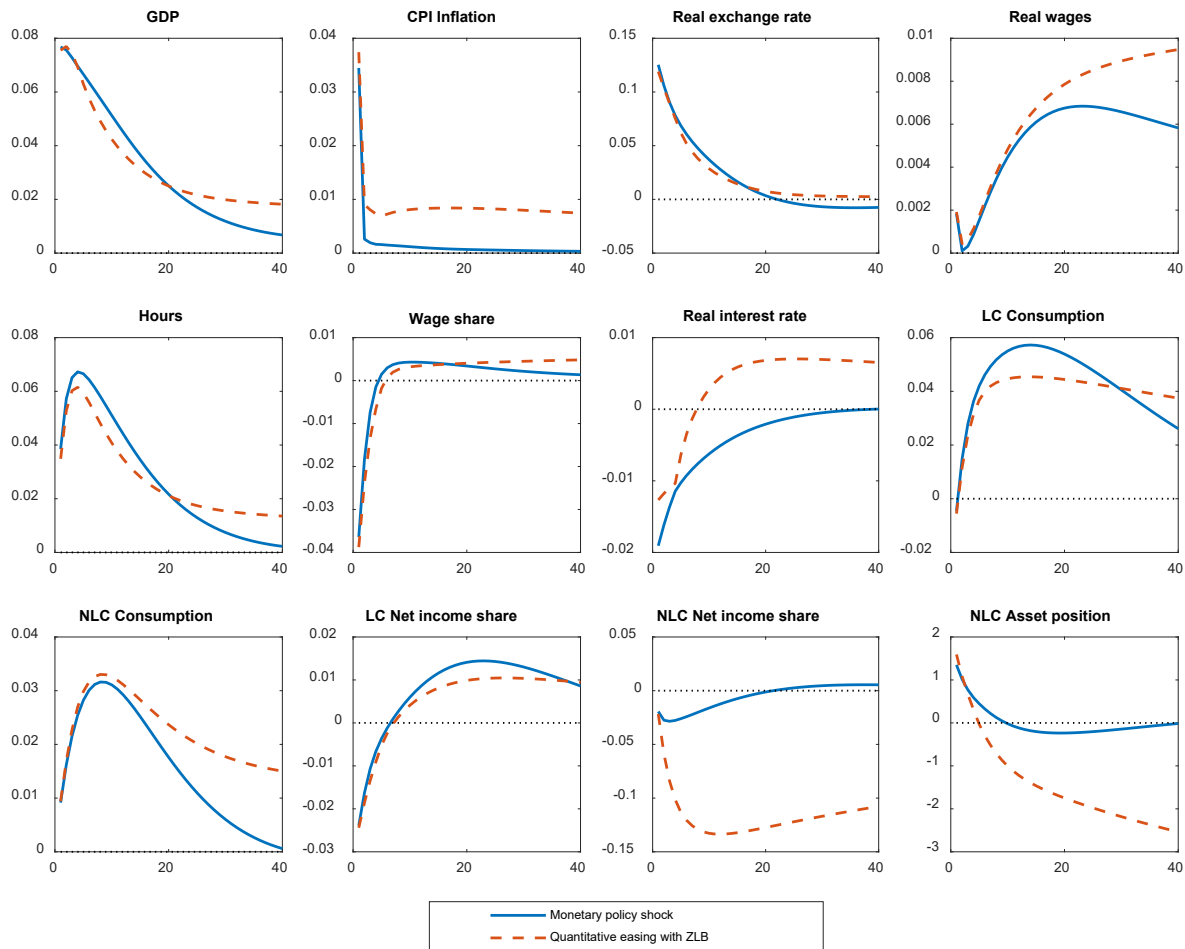 GDP
CPI Inflation
Real exchange rate
Real wages
0.08
0.06
0.04
0.02
0
0 20 40
0.04
0.03
0.02
0.01
0
0 20 40
0.15
0.1
0.05
0
-0.05
0 20 40
0.01
0.008
0.006
0.004
0.002
0
0 20 40
Hours
Wage share
Real interest rate
LC Consumption
0.08
0.06
0.04
0.02
0
0 20 40
0.01
0
-0.01
-0.02
-0.03
-0.04
0 20 40
0.01
0
-0.01
-0.02
0 20 40
0.06
0.04
0.02
0
-0.02
0 20 40
NLC Consumption
LC Net income share
NLC Net income share
NLC Asset position
0.04
0.03
0.02
0.01
0
0 20 40
0.02
0.01
0
-0.01
-0.02
-0.03
0 20 40
0.05
0
-0.05
-0.1
-0.15
0 20 40
2
1
0
-1
-2
-3
0 20 40
Monetary policy shock
Quantitative easing with ZLB